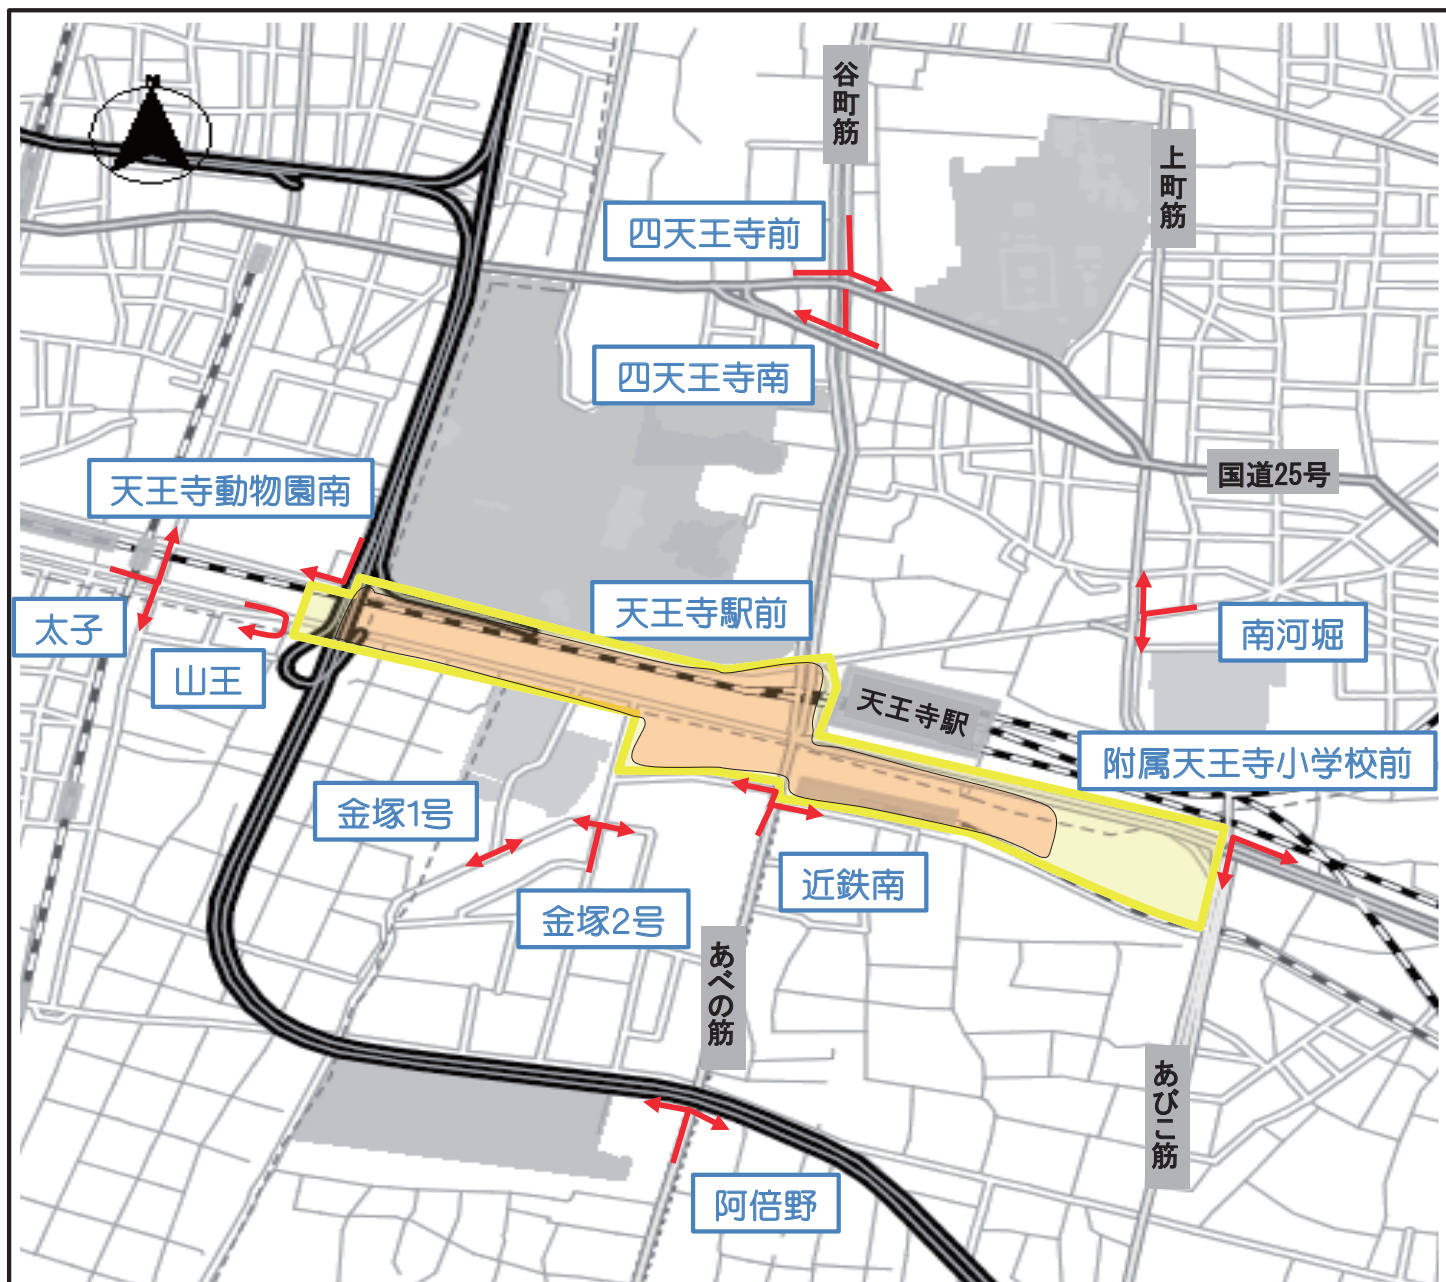 N
谷町筋
上町筋
四天王寺前
四天王寺南
国道25号
天王寺動物園南
太子
山王
天王寺駅前
南河堀
天王寺駅
附属天王寺小学校前
金塚1号
金塚2号
近鉄南
あべの筋
あびこ筋
阿倍野